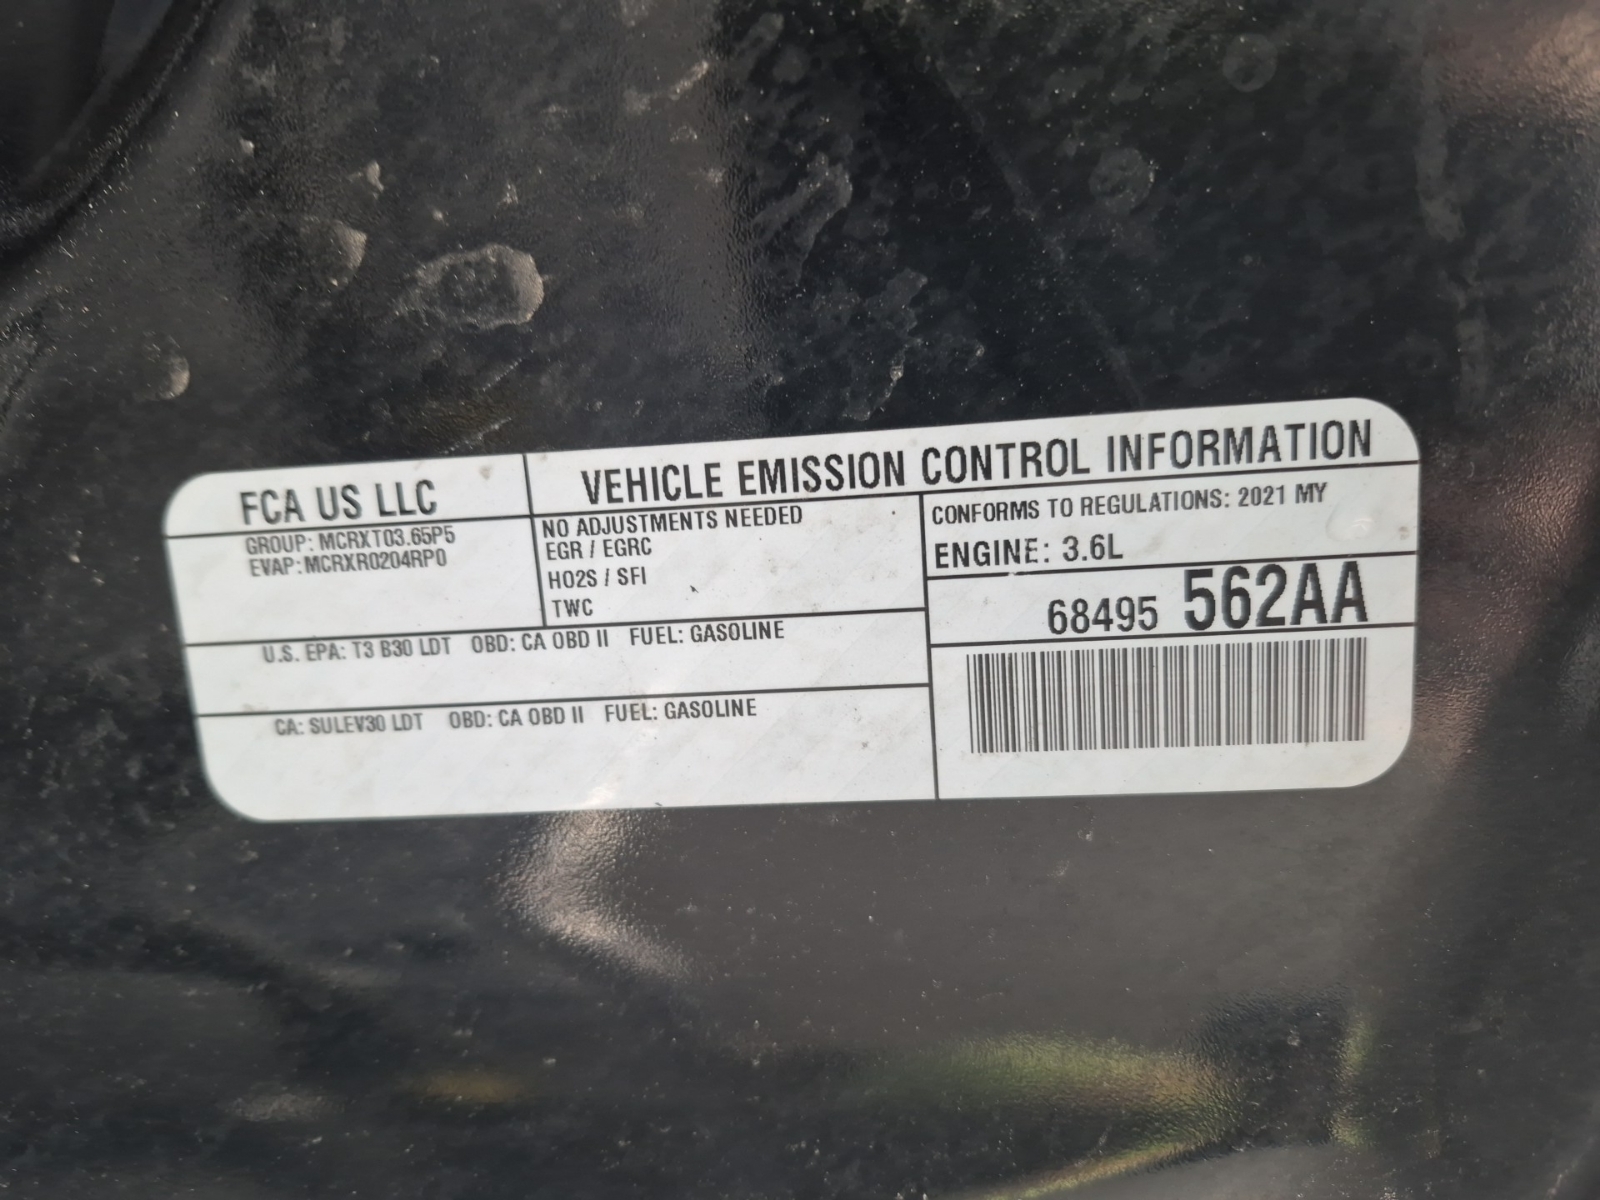 FCA US LLC
VEHICLE EMISSION CONTROL INFORMATION
GROUP: MCRXT03.65P5
EVAP: MCRXR0204RP0
NO ADJUSTMENTS NEEDED
EGR / EGRC
HO2S / SFI
TWC
CONFORMS TO REGULATIONS: 2021 MY
ENGINE: 3.6L
68495 562AA
U.S. EPA: T3 B30 LDT OBD: CA OBD II FUEL: GASOLINE
CA: SULEV30 LDT OBD: CA OBD II FUEL: GASOLINE